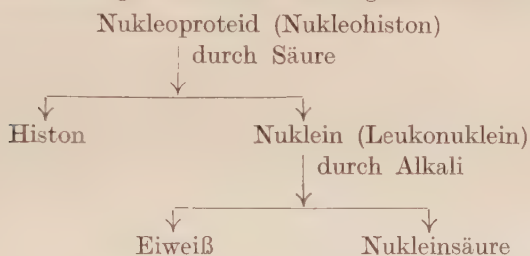 Nukleoproteid (Nukleohiston)
durch Säure
Histon Nuklein (Leukonuklein)
durch Alkali
Eiweiß Nukleinsäure